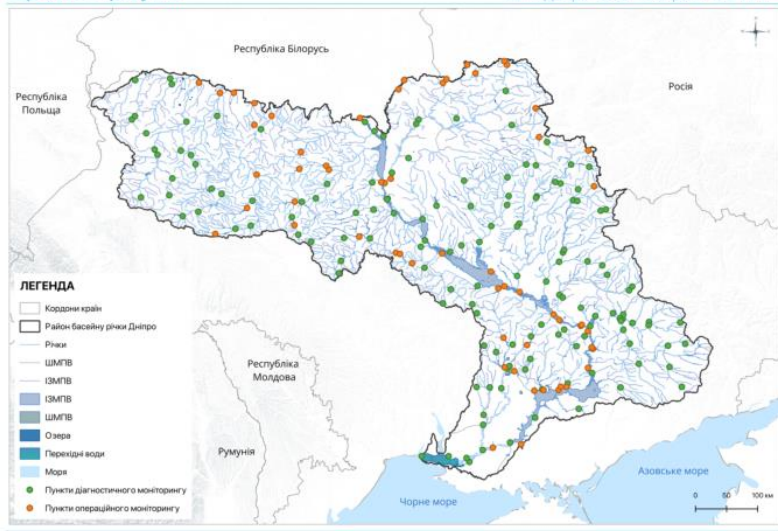 Республіка Білорусь
Республіка
Польща
Росія
ЛЕГЕНДА
Кордони країн
Район басейну річки Дніпро
Річки
ШМПВ
ІЗМПВ
ІЗМПВ
ШМПВ
Озера
Перехідні води
Моря
Пункти діагностичного моніторингу
Пункти операційного моніторингу
Республіка
Молдова
Румунія
Чорне море
Азовське море
0 50 100 км